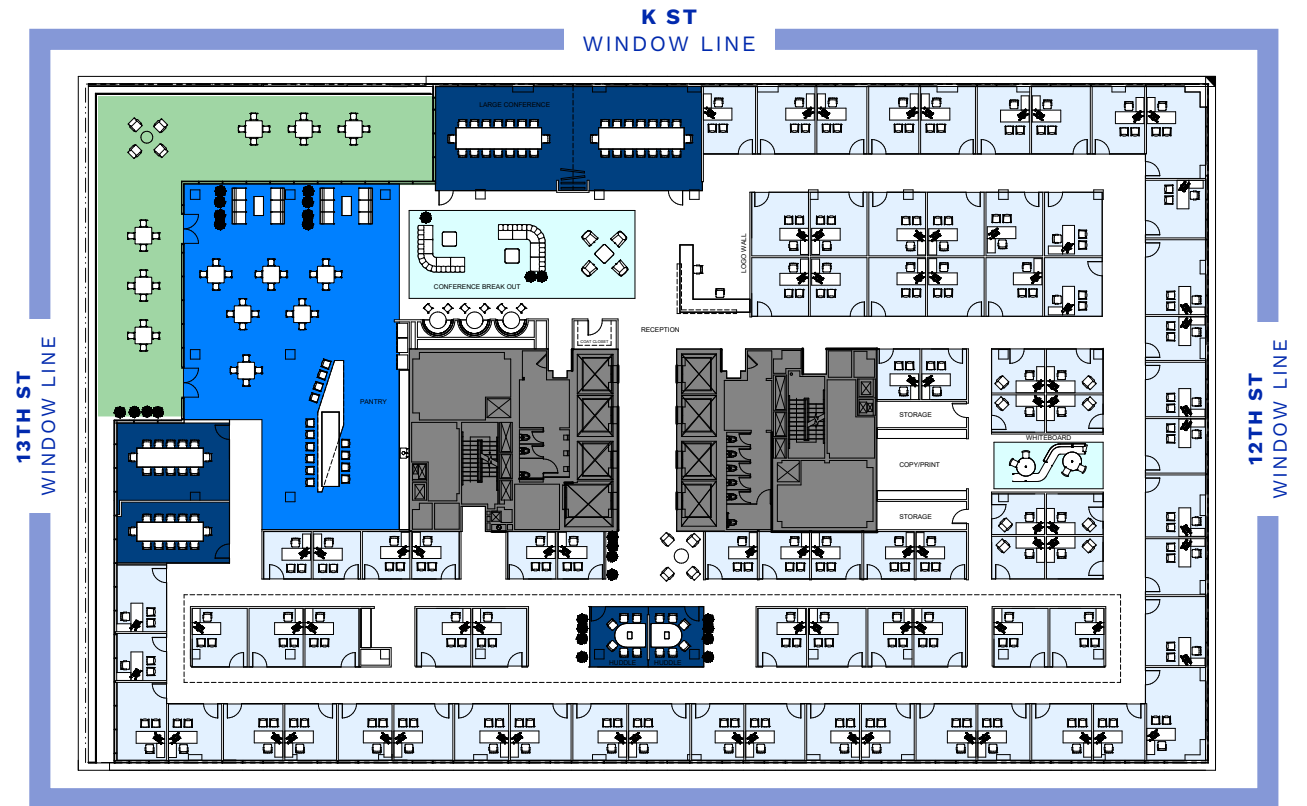 K ST
WINDOW LINE
LARGE CONFERENCE
LOGO WALL
CONFERENCE BREAK OUT
RECEPTION
COAT CLOSET
13TH ST
WINDOW LINE
12TH ST
WINDOW LINE
PANTRY
STORAGE
WHITEBOARD
COPY/PRINT
STORAGE
HUDDLE
HUDDLE